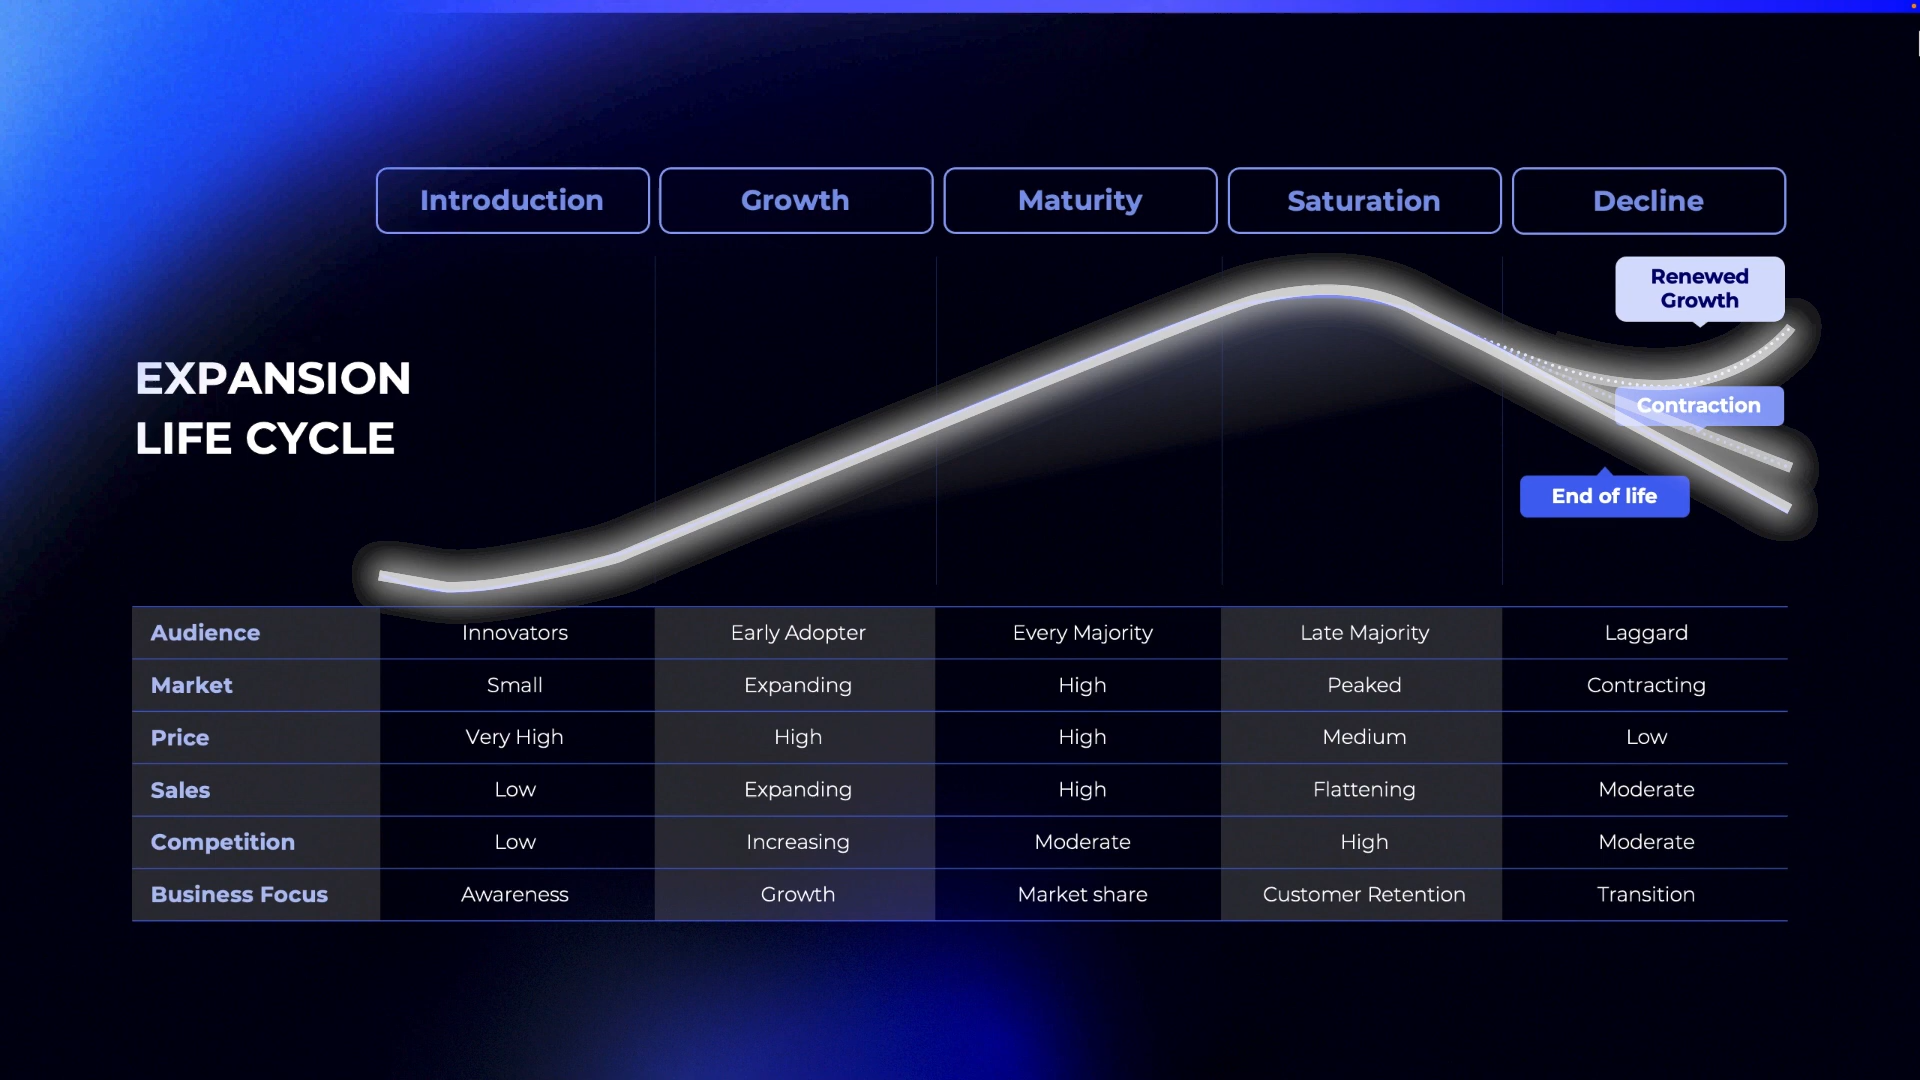 Introduction Growth Maturity Saturation Decline
Renewed
Growth
EXPANSION
LIFE CYCLE
Contraction
End of life
Audience Innovators Early Adopter Every Majority Late Majority Laggard
Market Small Expanding High Peaked Contracting
Price Very High High High Medium Low
Sales Low Expanding High Flattening Moderate
Competition Low Increasing Moderate High Moderate
Business Focus Awareness Growth Market share Customer Retention Transition